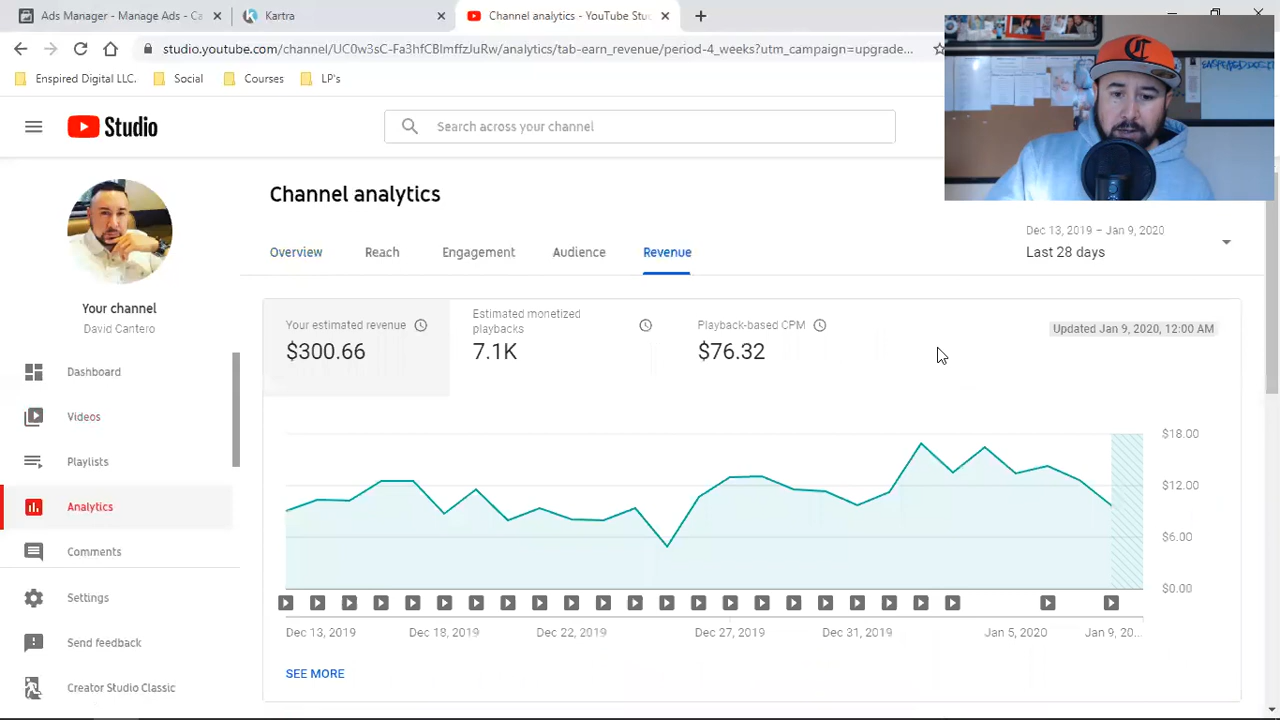 Ads Manager - Manage Ads - Ca
Kartra
Channel analytics - YouTube Stu
studio.youtube.com/channel/UC0w3sC-Fa3hfCBlmffzJuRw/analytics/tab-earn_revenue/period-4_weeks?utm_campaign=upgrade...
Enspired Digital LLC.
Social
Courses
LP's
Studio
Search across your channel
Channel analytics
Dec 13, 2019 – Jan 9, 2020
Last 28 days
Overview
Reach
Engagement
Audience
Revenue
Your channel
David Cantero
Dashboard
Videos
Playlists
Analytics
Comments
Settings
Send feedback
Creator Studio Classic
Your estimated revenue
$300.66
Estimated monetized
playbacks
7.1K
Playback-based CPM
$76.32
Updated Jan 9, 2020, 12:00 AM
$18.00
$12.00
$6.00
$0.00
Dec 13, 2019
Dec 18, 2019
Dec 22, 2019
Dec 27, 2019
Dec 31, 2019
Jan 5, 2020
Jan 9, 20...
SEE MORE